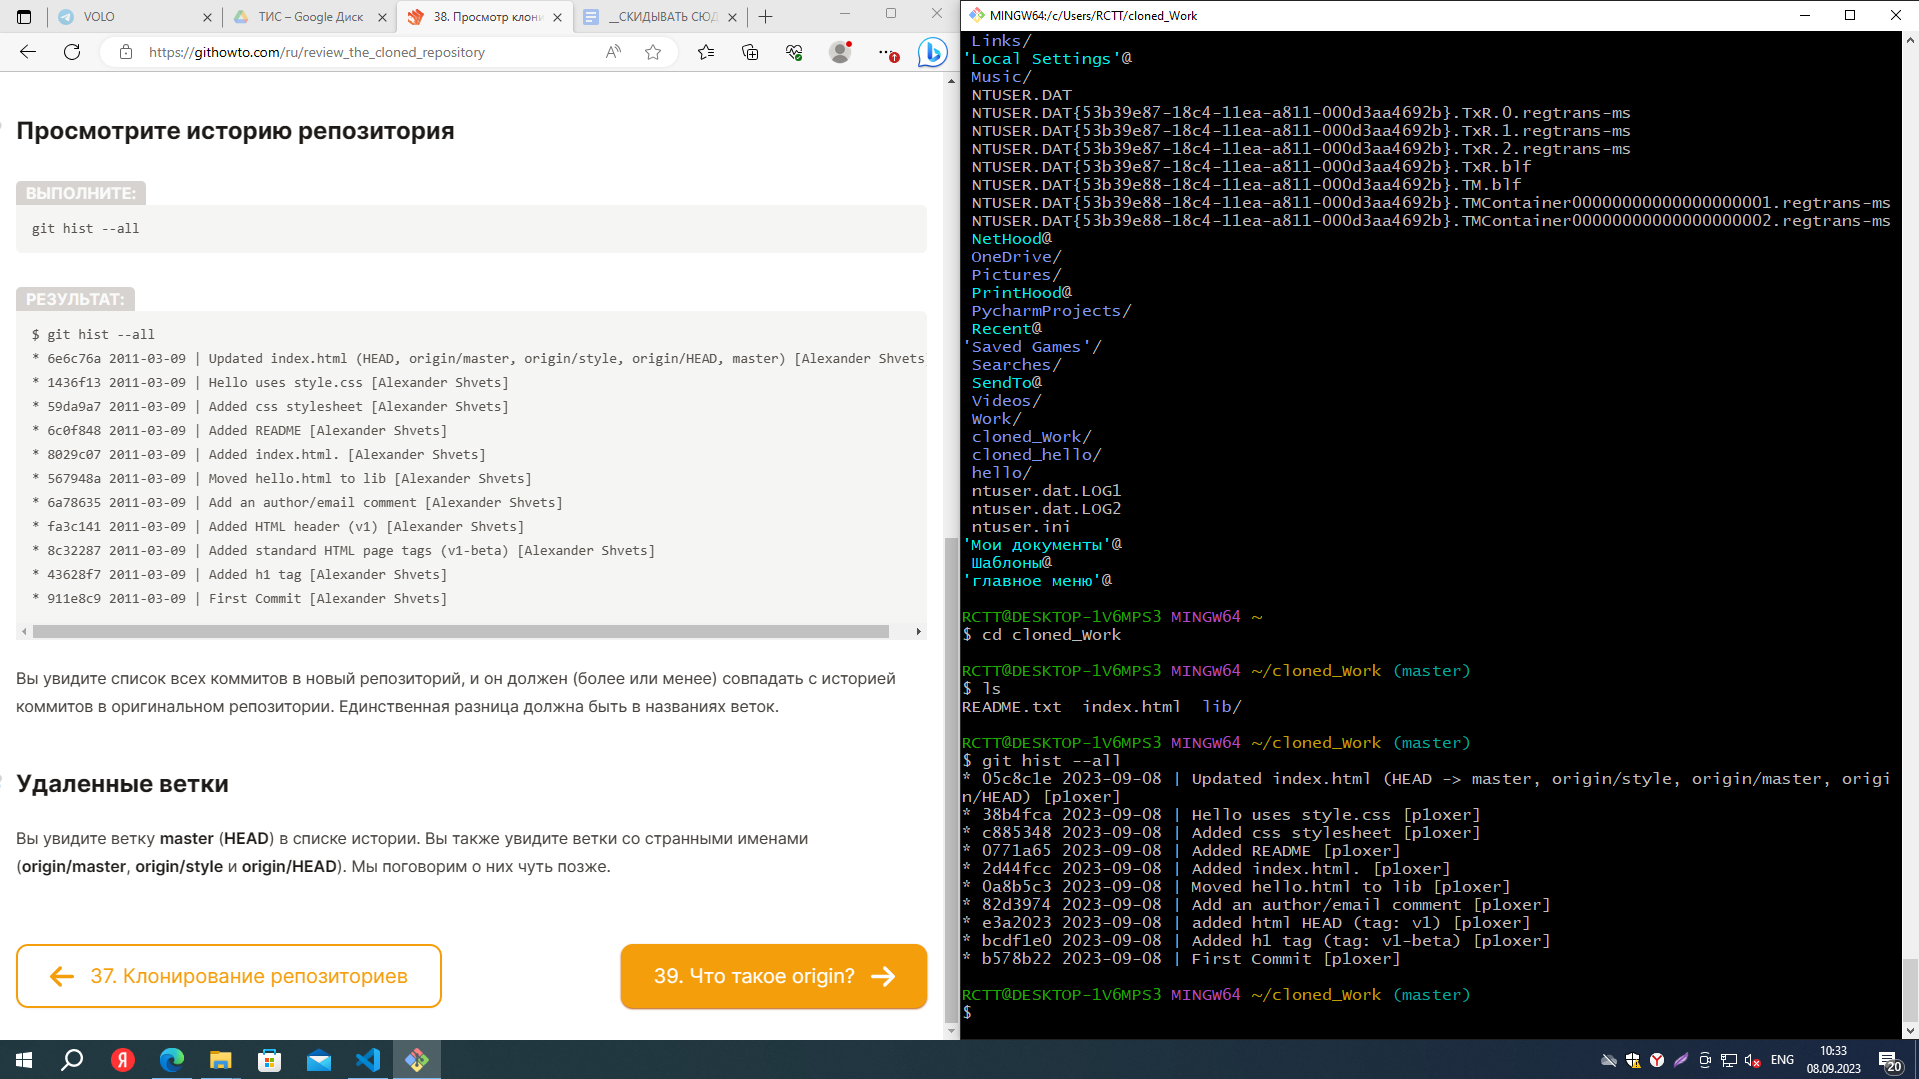 VOLO
ТИС – Google Диск
38. Просмотр клони
__СКИДЫВАТЬ СЮД
https://githowto.com/ru/review_the_cloned_repository
Просмотрите историю репозитория
ВЫПОЛНИТЕ:
git hist --all
РЕЗУЛЬТАТ:
$ git hist --all
* 6e6c76a 2011-03-09 | Updated index.html (HEAD, origin/master, origin/style, origin/HEAD, master) [Alexander Shvets]
* 1436f13 2011-03-09 | Hello uses style.css [Alexander Shvets]
* 59da9a7 2011-03-09 | Added css stylesheet [Alexander Shvets]
* 6c0f848 2011-03-09 | Added README [Alexander Shvets]
* 8029c07 2011-03-09 | Added index.html. [Alexander Shvets]
* 567948a 2011-03-09 | Moved hello.html to lib [Alexander Shvets]
* 6a78635 2011-03-09 | Add an author/email comment [Alexander Shvets]
* fa3c141 2011-03-09 | Added HTML header (v1) [Alexander Shvets]
* 8c32287 2011-03-09 | Added standard HTML page tags (v1-beta) [Alexander Shvets]
* 43628f7 2011-03-09 | Added h1 tag [Alexander Shvets]
* 911e8c9 2011-03-09 | First Commit [Alexander Shvets]
Вы увидите список всех коммитов в новый репозиторий, и он должен (более или менее) совпадать с историей
коммитов в оригинальном репозитории. Единственная разница должна быть в названиях веток.
Удаленные ветки
Вы увидите ветку master (HEAD) в списке истории. Вы также увидите ветки со странными именами
(origin/master, origin/style и origin/HEAD). Мы поговорим о них чуть позже.
37. Клонирование репозиториев
39. Что такое origin?
MINGW64:/c/Users/RCTT/cloned_Work
Links/
'Local Settings'@
Music/
NTUSER.DAT
NTUSER.DAT{53b39e87-18c4-11ea-a811-000d3aa4692b}.TxR.0.regtrans-ms
NTUSER.DAT{53b39e87-18c4-11ea-a811-000d3aa4692b}.TxR.1.regtrans-ms
NTUSER.DAT{53b39e87-18c4-11ea-a811-000d3aa4692b}.TxR.2.regtrans-ms
NTUSER.DAT{53b39e87-18c4-11ea-a811-000d3aa4692b}.TxR.blf
NTUSER.DAT{53b39e88-18c4-11ea-a811-000d3aa4692b}.TM.blf
NTUSER.DAT{53b39e88-18c4-11ea-a811-000d3aa4692b}.TMContainer00000000000000000001.regtrans-ms
NTUSER.DAT{53b39e88-18c4-11ea-a811-000d3aa4692b}.TMContainer00000000000000000002.regtrans-ms
NetHood@
OneDrive/
Pictures/
PrintHood@
PycharmProjects/
Recent@
'Saved Games'/
Searches/
SendTo@
Videos/
Work/
cloned_Work/
cloned_hello/
hello/
ntuser.dat.LOG1
ntuser.dat.LOG2
ntuser.ini
'Мои документы'@
Шаблоны@
'главное меню'@
RCTT@DESKTOP-1V6MPS3 MINGW64 ~
$ cd cloned_Work
RCTT@DESKTOP-1V6MPS3 MINGW64 ~/cloned_Work (master)
$ ls
README.txt  index.html  lib/
RCTT@DESKTOP-1V6MPS3 MINGW64 ~/cloned_Work (master)
$ git hist --all
* 05c8c1e 2023-09-08 | Updated index.html (HEAD -> master, origin/style, origin/master, origi
n/HEAD) [p1oxer]
* 38b4fca 2023-09-08 | Hello uses style.css [p1oxer]
* c885348 2023-09-08 | Added css stylesheet [p1oxer]
* 0771a65 2023-09-08 | Added README [p1oxer]
* 2d44fcc 2023-09-08 | Added index.html. [p1oxer]
* 0a8b5c3 2023-09-08 | Moved hello.html to lib [p1oxer]
* 82d3974 2023-09-08 | Add an author/email comment [p1oxer]
* e3a2023 2023-09-08 | added html HEAD (tag: v1) [p1oxer]
* bcdf1e0 2023-09-08 | Added h1 tag (tag: v1-beta) [p1oxer]
* b578b22 2023-09-08 | First Commit [p1oxer]
RCTT@DESKTOP-1V6MPS3 MINGW64 ~/cloned_Work (master)
$
ENG
10:33
08.09.2023
20